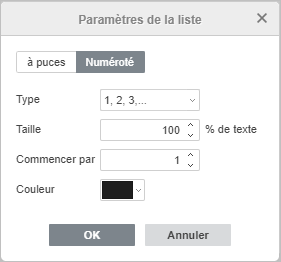 Paramètres de la liste
à puces Numéroté
Type 1, 2, 3,...
Taille 100 % de texte
Commencer par 1
Couleur
OK Annuler